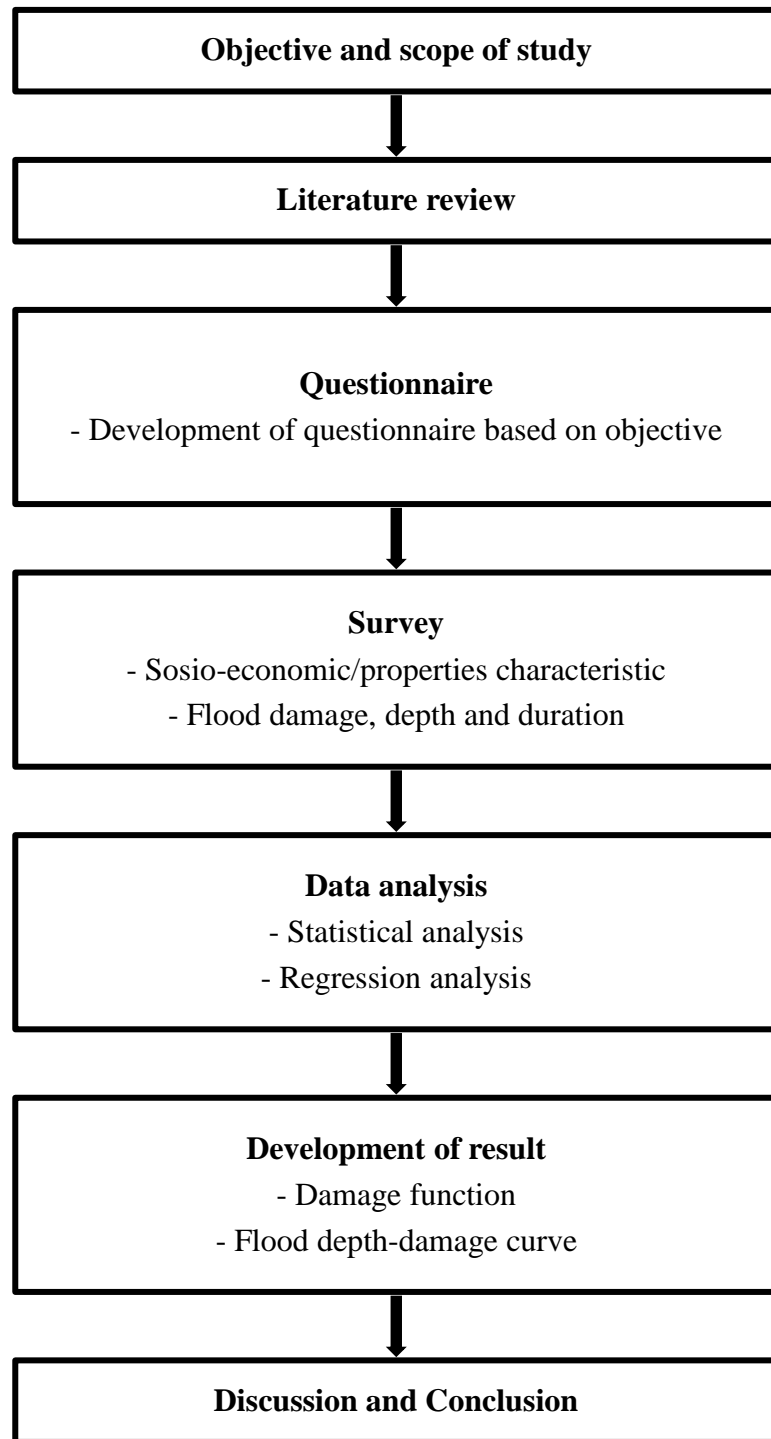 Objective and scope of study
Literature review
Questionnaire
- Development of questionnaire based on objective
Survey
- Sosio-economic/properties characteristic
- Flood damage, depth and duration
Data analysis
- Statistical analysis
- Regression analysis
Development of result
- Damage function
- Flood depth-damage curve
Discussion and Conclusion